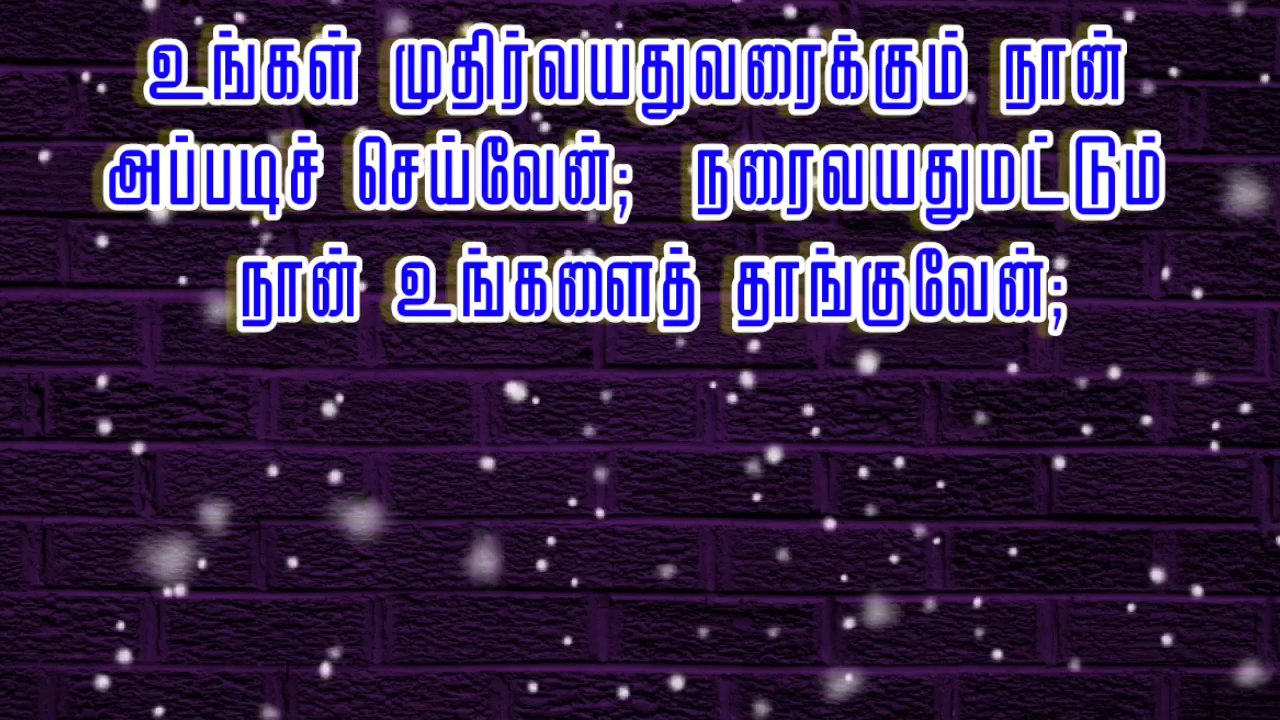 உங்கள் முதிர்வயதுவரைக்கும் நான்
அப்படிச் செய்வேன்; நரைவயதுமட்டும்
நான் உங்களைத் தாங்குவேன்;